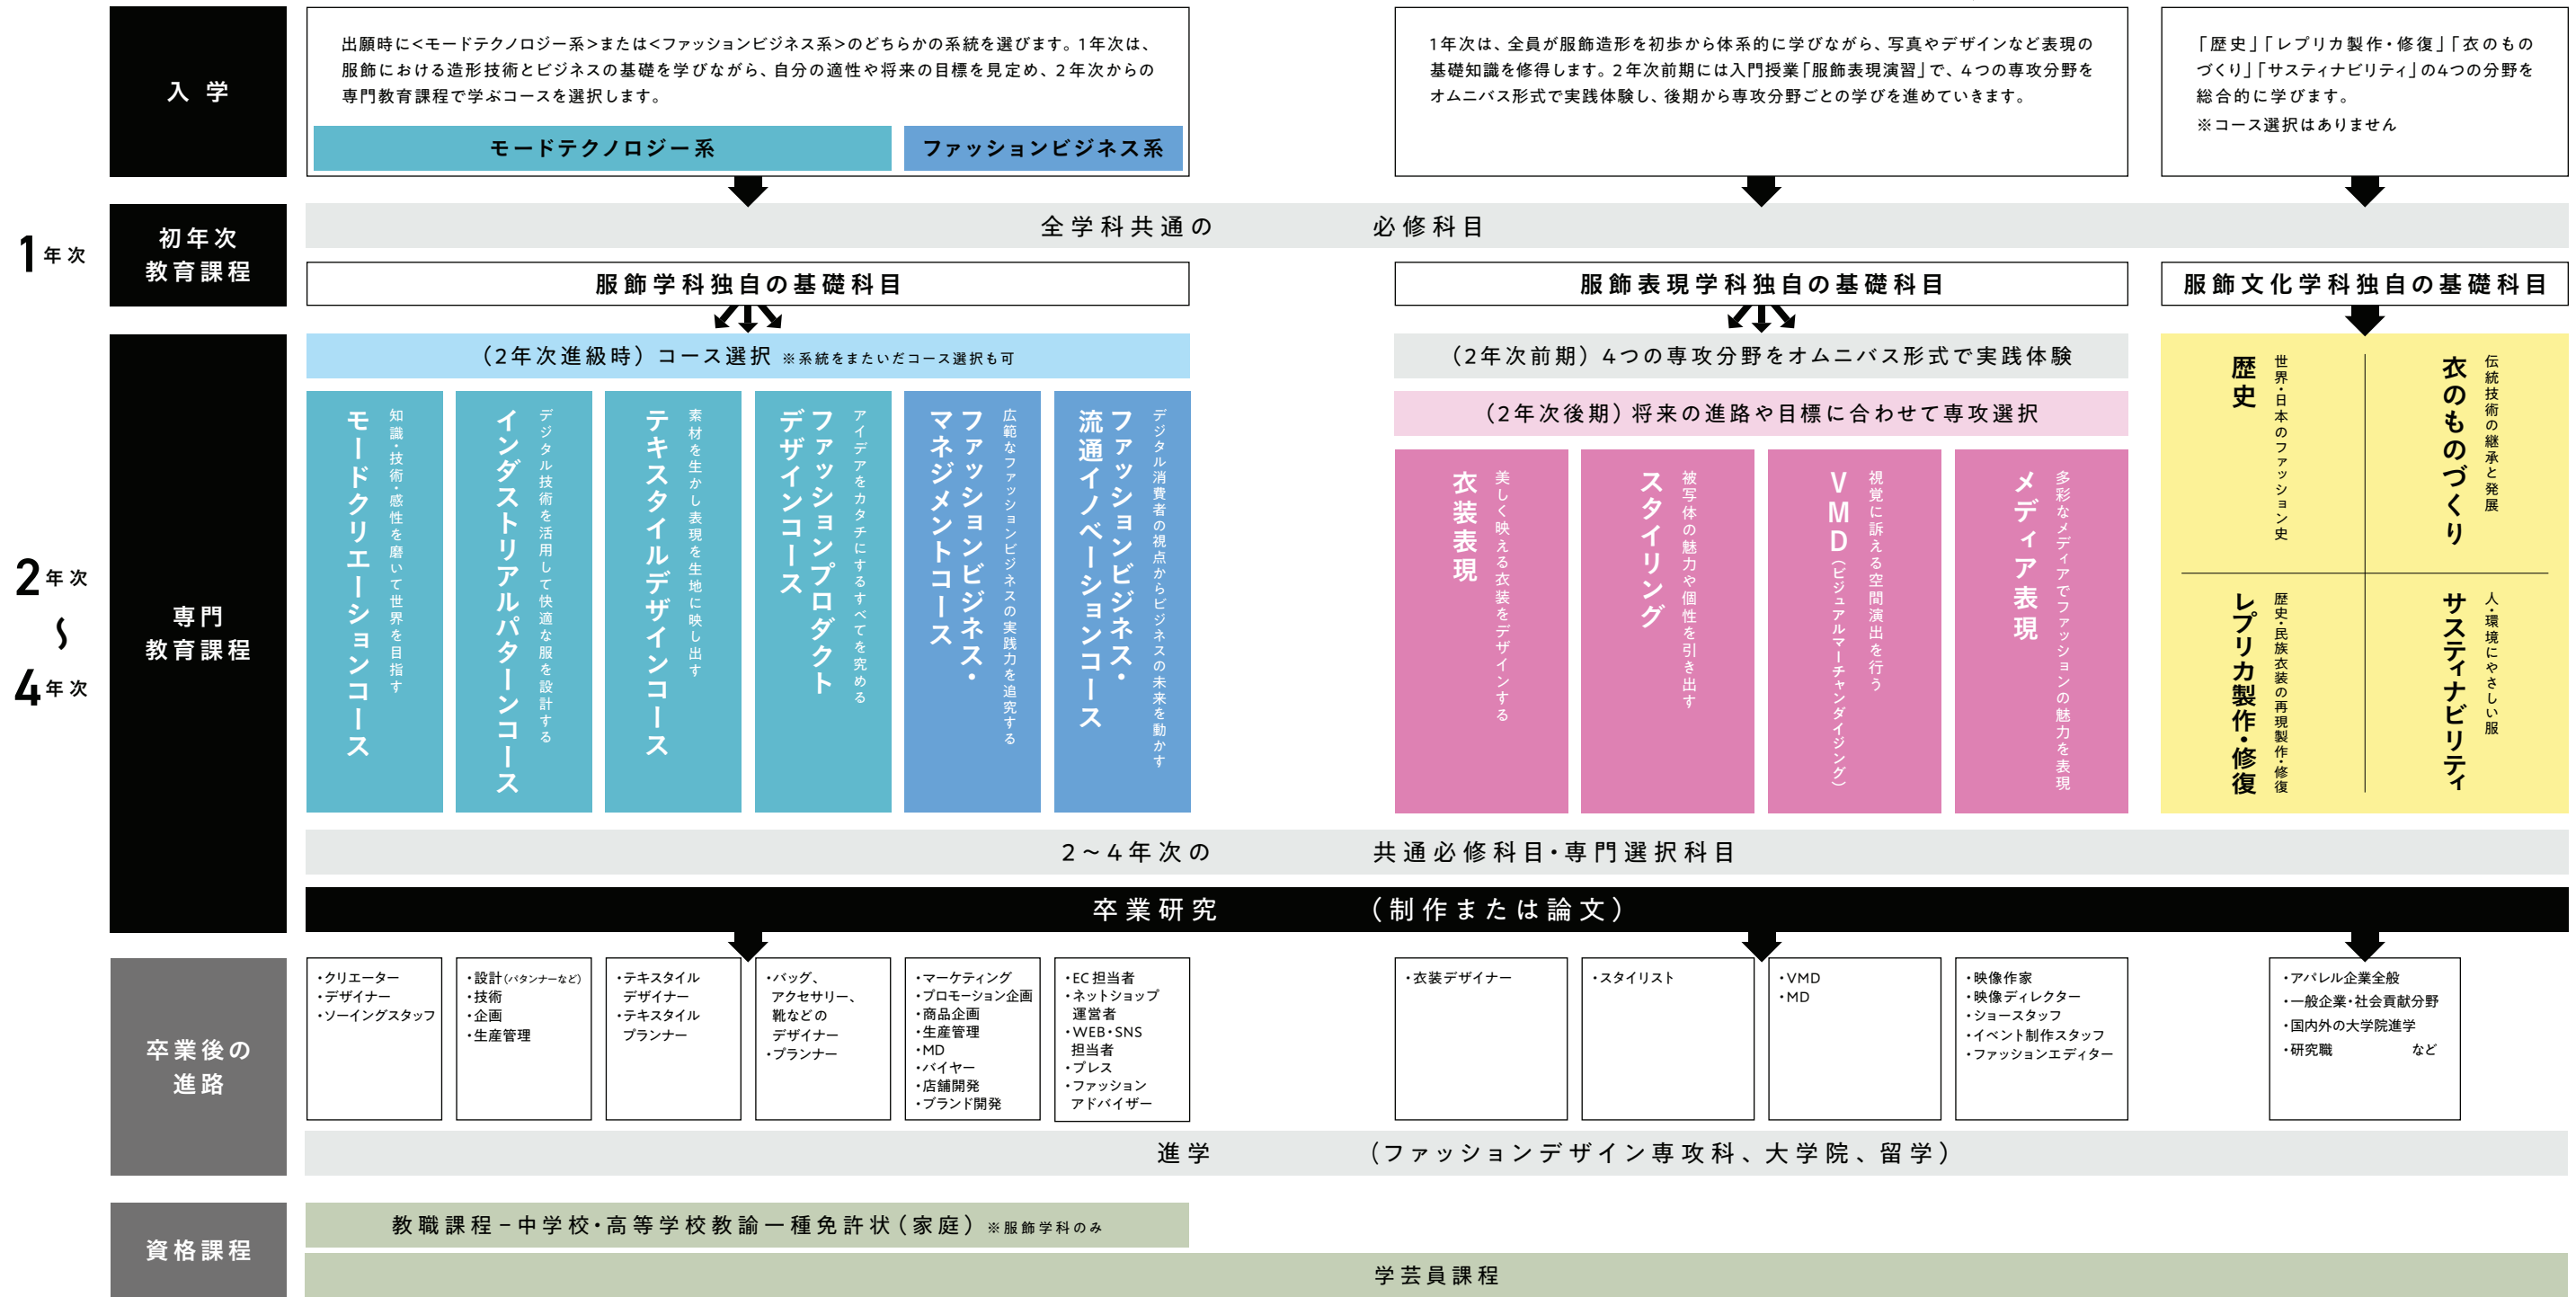 入学
出願時に<モードテクノロジー系>または<ファッションビジネス系>のどちらかの系統を選びます。1年次は、
服飾における造形技術とビジネスの基礎を学びながら、自分の適性や将来の目標を見定め、2年次からの
専門教育課程で学ぶコースを選択します。
モードテクノロジー系
ファッションビジネス系
1年次は、全員が服飾造形を初歩から体系的に学びながら、写真やデザインなど表現の
基礎知識を修得します。2年次前期には入門授業「服飾表現演習」で、4つの専攻分野を
オムニバス形式で実践体験し、後期から専攻分野ごとの学びを進めていきます。
「歴史」「レプリカ製作・修復」「衣のもの
づくり」「サスティナビリティ」の4つの分野を
総合的に学びます。
※コース選択はありません
1年次
初年次
教育課程
全学科共通の 必修科目
服飾学科独自の基礎科目
服飾表現学科独自の基礎科目
服飾文化学科独自の基礎科目
2年次
〜
4年次
専門
教育課程
(2年次進級時)コース選択 ※系統をまたいだコース選択も可
知識・技術・感性を磨いて世界を目指す
モードクリエーションコース
デジタル技術を活用して快適な服を設計する
インダストリアルパターンコース
素材を生かし表現を生地に映し出す
テキスタイルデザインコース
アイデアをカタチにするすべてを究める
ファッションプロダクト
デザインコース
広範なファッションビジネスの実践力を追究する
ファッションビジネス・
マネジメントコース
デジタル消費者の視点からビジネスの未来を動かす
ファッションビジネス・
流通イノベーションコース
(2年次前期)4つの専攻分野をオムニバス形式で実践体験
(2年次後期)将来の進路や目標に合わせて専攻選択
美しく映える衣装をデザインする
衣装表現
被写体の魅力や個性を引き出す
スタイリング
視覚に訴える空間演出を行う
VMD(ビジュアルマーチャンダイジング)
多彩なメディアでファッションの魅力を表現
メディア表現
世界・日本のファッション史
歴史
伝統技術の継承と発展
衣のものづくり
歴史・民族衣装の再現製作・修復
レプリカ製作・修復
人・環境にやさしい服
サスティナビリティ
2~4年次の 共通必修科目・専門選択科目
卒業研究 (制作または論文)
卒業後の
進路
・クリエーター
・デザイナー
・ソーイングスタッフ
・設計(パタンナーなど)
・技術
・企画
・生産管理
・テキスタイル
デザイナー
・テキスタイル
プランナー
・バッグ、
アクセサリー、
靴などの
デザイナー
・プランナー
・マーケティング
・プロモーション企画
・商品企画
・生産管理
・MD
・バイヤー
・店舗開発
・ブランド開発
・EC担当者
・ネットショップ
運営者
・WEB・SNS
担当者
・プレス
・ファッション
アドバイザー
・衣装デザイナー
・スタイリスト
・VMD
・MD
・映像作家
・映像ディレクター
・ショースタッフ
・イベント制作スタッフ
・ファッションエディター
・アパレル企業全般
・一般企業・社会貢献分野
・国内外の大学院進学
・研究職 など
進学 (ファッションデザイン専攻科、大学院、留学)
資格課程
教職課程-中学校・高等学校教諭一種免許状(家庭)※服飾学科のみ
学芸員課程